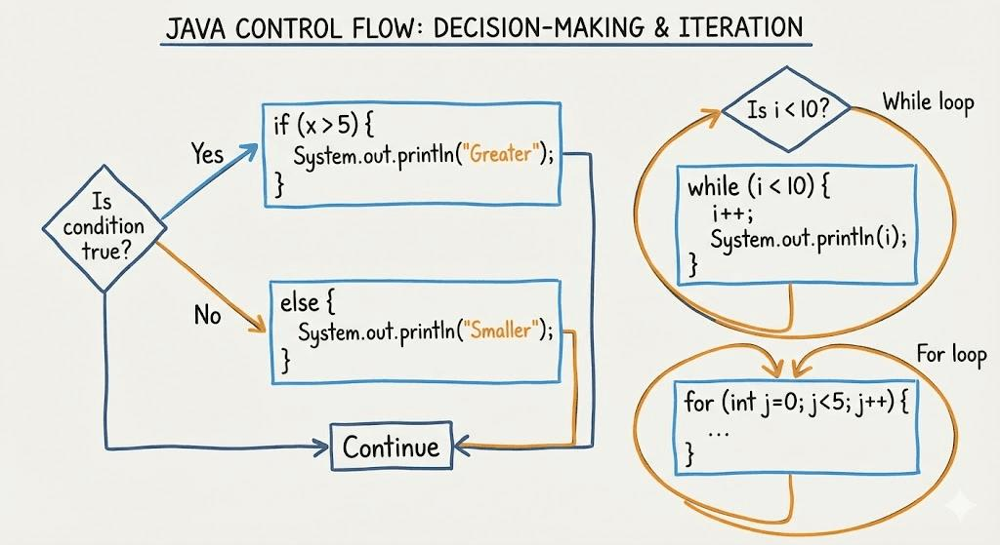 JAVA CONTROL FLOW: DECISION-MAKING & ITERATION
Is
condition
true?
Yes
if (x > 5) {
System.out.println("Greater");
}
No
else {
System.out.println("Smaller");
}
Continue
Is i < 10?
While loop
while (i < 10) {
i++;
System.out.println(i);
}
For loop
for (int j=0; j<5; j++) {
...
}